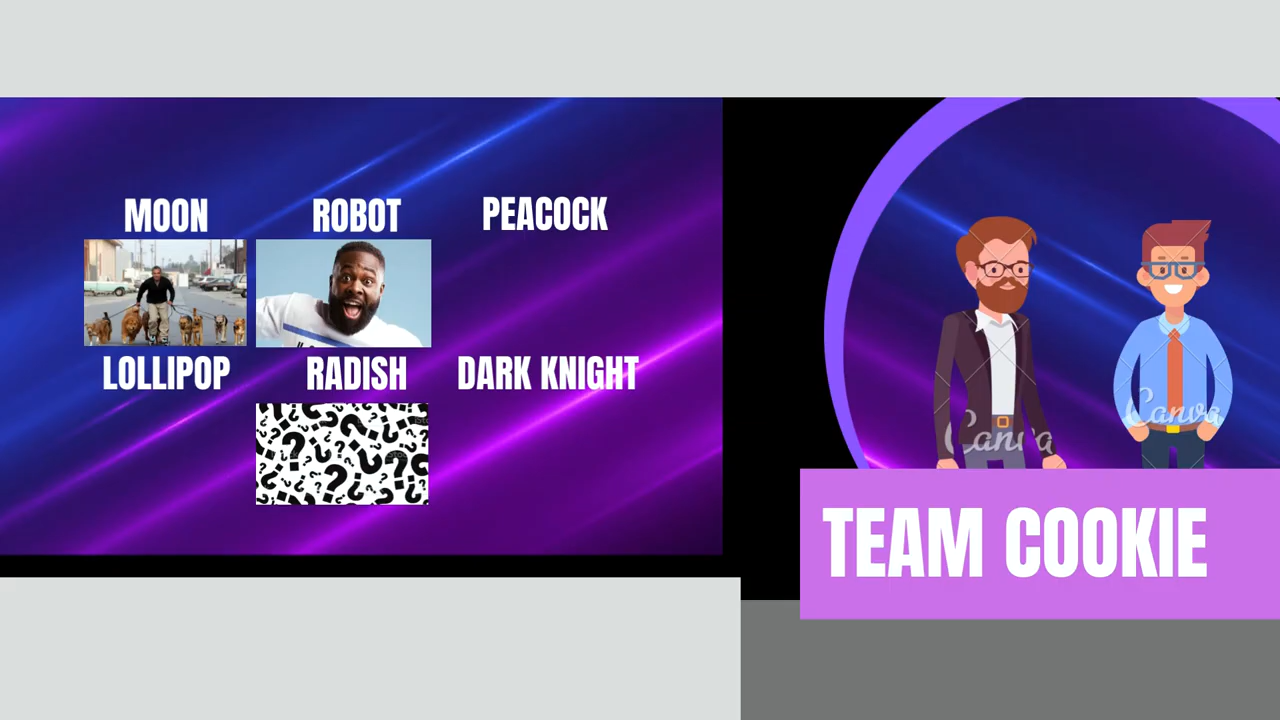 MOON ROBOT PEACOCK
LOLLIPOP RADISH DARK KNIGHT
Canva Canva
TEAM COOKIE